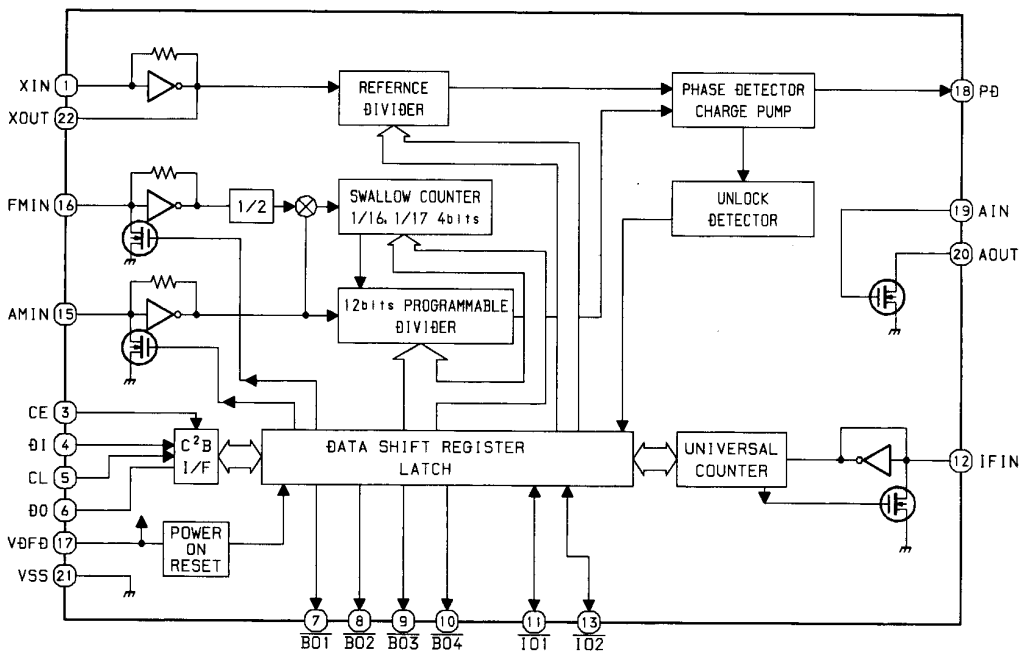 XIN 1
XOUT 22
REFERNCE
DIVIDER
PHASE DETECTOR
CHARGE PUMP
18 PD
FMIN 16
1/2
SWALLOW COUNTER
1/16, 1/17 4bits
UNLOCK
DETECTOR
19 AIN
20 AOUT
AMIN 15
12bits PROGRAMMABLE
DIVIDER
CE 3
DI 4
CL 5
DO 6
C²B
I/F
DATA SHIFT REGISTER
LATCH
UNIVERSAL
COUNTER
12 IFIN
VDFD 17
POWER
ON
RESET
VSS 21
7 8 9 10 11 13
BO1 BO2 BO3 BO4 IO1 IO2